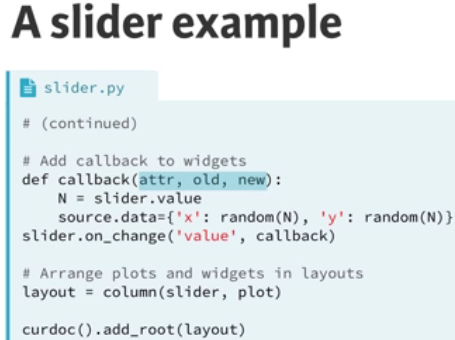 A slider example
slider.py
# (continued)
# Add callback to widgets
def callback(attr, old, new):
    N = slider.value
    source.data={'x': random(N), 'y': random(N)}
slider.on_change('value', callback)
# Arrange plots and widgets in layouts
layout = column(slider, plot)
curdoc().add_root(layout)